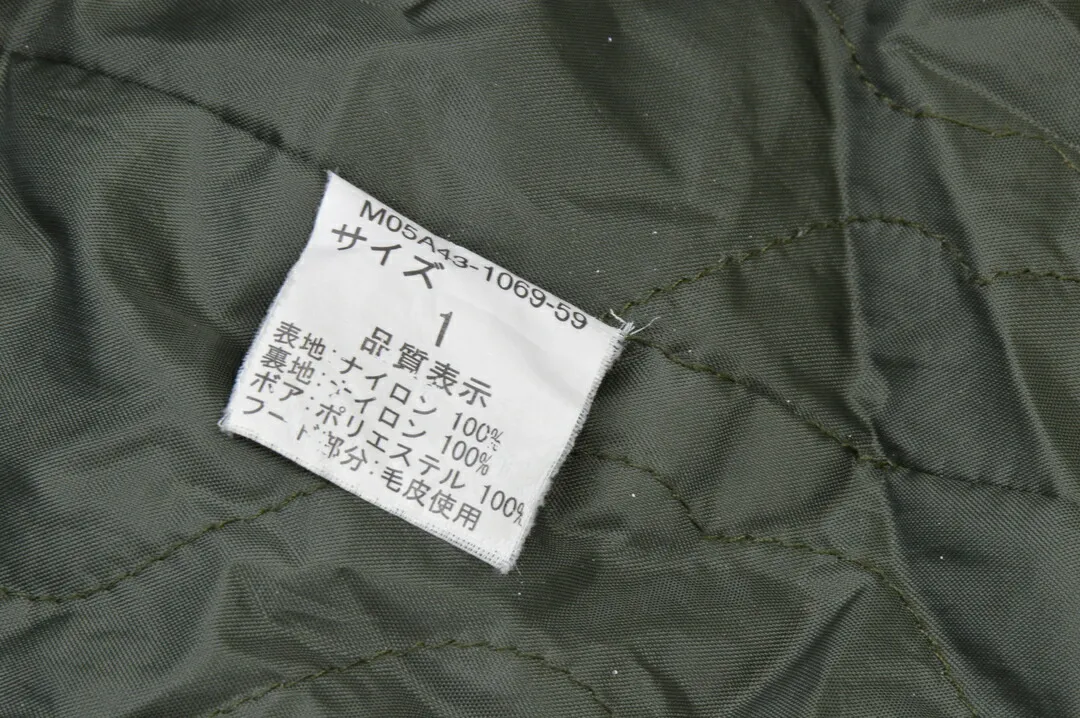 M05A43-1069-59
サイズ
1
品質表示
表地:ナイロン 100%
裏地:ナイロン 100%
ボア:ポリエステル 100%
フード部分:毛皮使用